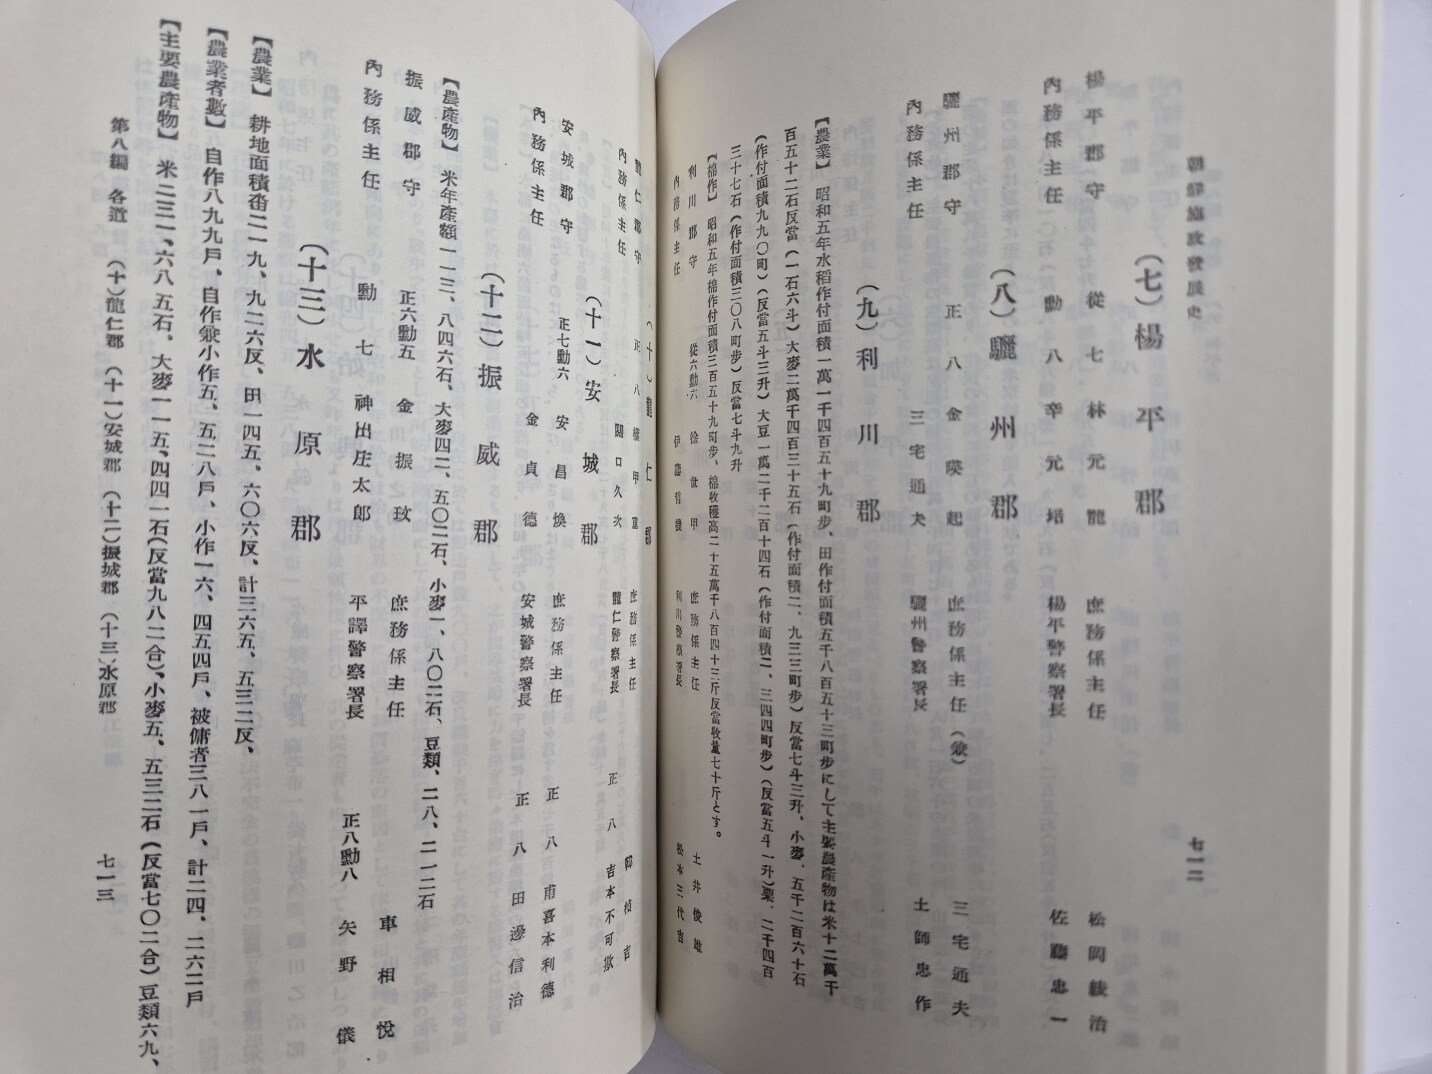 朝鮮施政發展史
七一二
(七)楊平郡
楊平郡守 從七 林元龍 庶務係主任 松岡綾治
內務係主任 勳八 辛元培 楊平警察署長 佐藤忠一
(八)驪州郡
驪州郡守 正八 金暎起 庶務係主任(兼) 三宅通夫
內務係主任 三宅通夫 驪州警察署長 土師忠作
(九)利川郡
【農業】 昭和五年水稻作付面積一萬一千四百五十九町步、田作付面積五千八百五十三町步にして主要農產物は米十二萬千
百五十二石反當(一石六斗)大麥二萬千四百三十五石(作付面積二、九三三町步)反當七斗三升、小麥、五千二百六十石
(作付面積九九〇町)(反當五斗三升)大豆一萬二千二百十四石(作付面積二、三四四町步)(反當五斗一升)粟、二千四百
三十七石(作付面積三〇八町步)反當七斗九升
【棉作】 昭和五年棉作付面積三百五十九町步、棉收穫高二十五萬千八百四十三斤反當收量七十斤とす。
利川郡守 從六勳六 徐世甲 庶務係主任 土井俊雄
內務係主任 伊藤 利川警察署長 松本三代吉
(十)龍仁郡
龍仁郡守 正八 權甲重 庶務係主任 韓楨吉
內務係主任 關口久次 龍仁警察署長 正八 吉本不可欺
(十一)安城郡
安城郡守 正七勳六 安昌煥 庶務係主任 正八 甫喜本利德
內務係主任 金貞德 安城警察署長 正八 田邊信治
(十二)振威郡
【農產物】 米年產額一一三、八四六石、大麥四二、五〇二石、小麥一、八〇二石、豆類、二八、二一二石
振威郡守 正六勳五 金振玟 庶務係主任 車相悅
內務係主任 勳七 神出庄太郎 平譯警察署長 正八勳八 矢野儀
(十三)水原郡
【農業】 耕地面積畓二一九、九二六反、田一四五、六〇六反、計三六五、五三二反、
【農業者數】 自作八九九戶、自作兼小作五、五二八戶、小作一六、四五四戶、被傭者三八一戶、計二四、二六二戶
【主要農產物】 米二三一、六八五石、大麥一一五、四四一石(反當九八二合)、小麥五、五三二石(反當七〇二合)豆類六九、
第八編 各道 (十)龍仁郡 (十一)安城郡 (十二)振城郡 (十三)水原郡
七一三